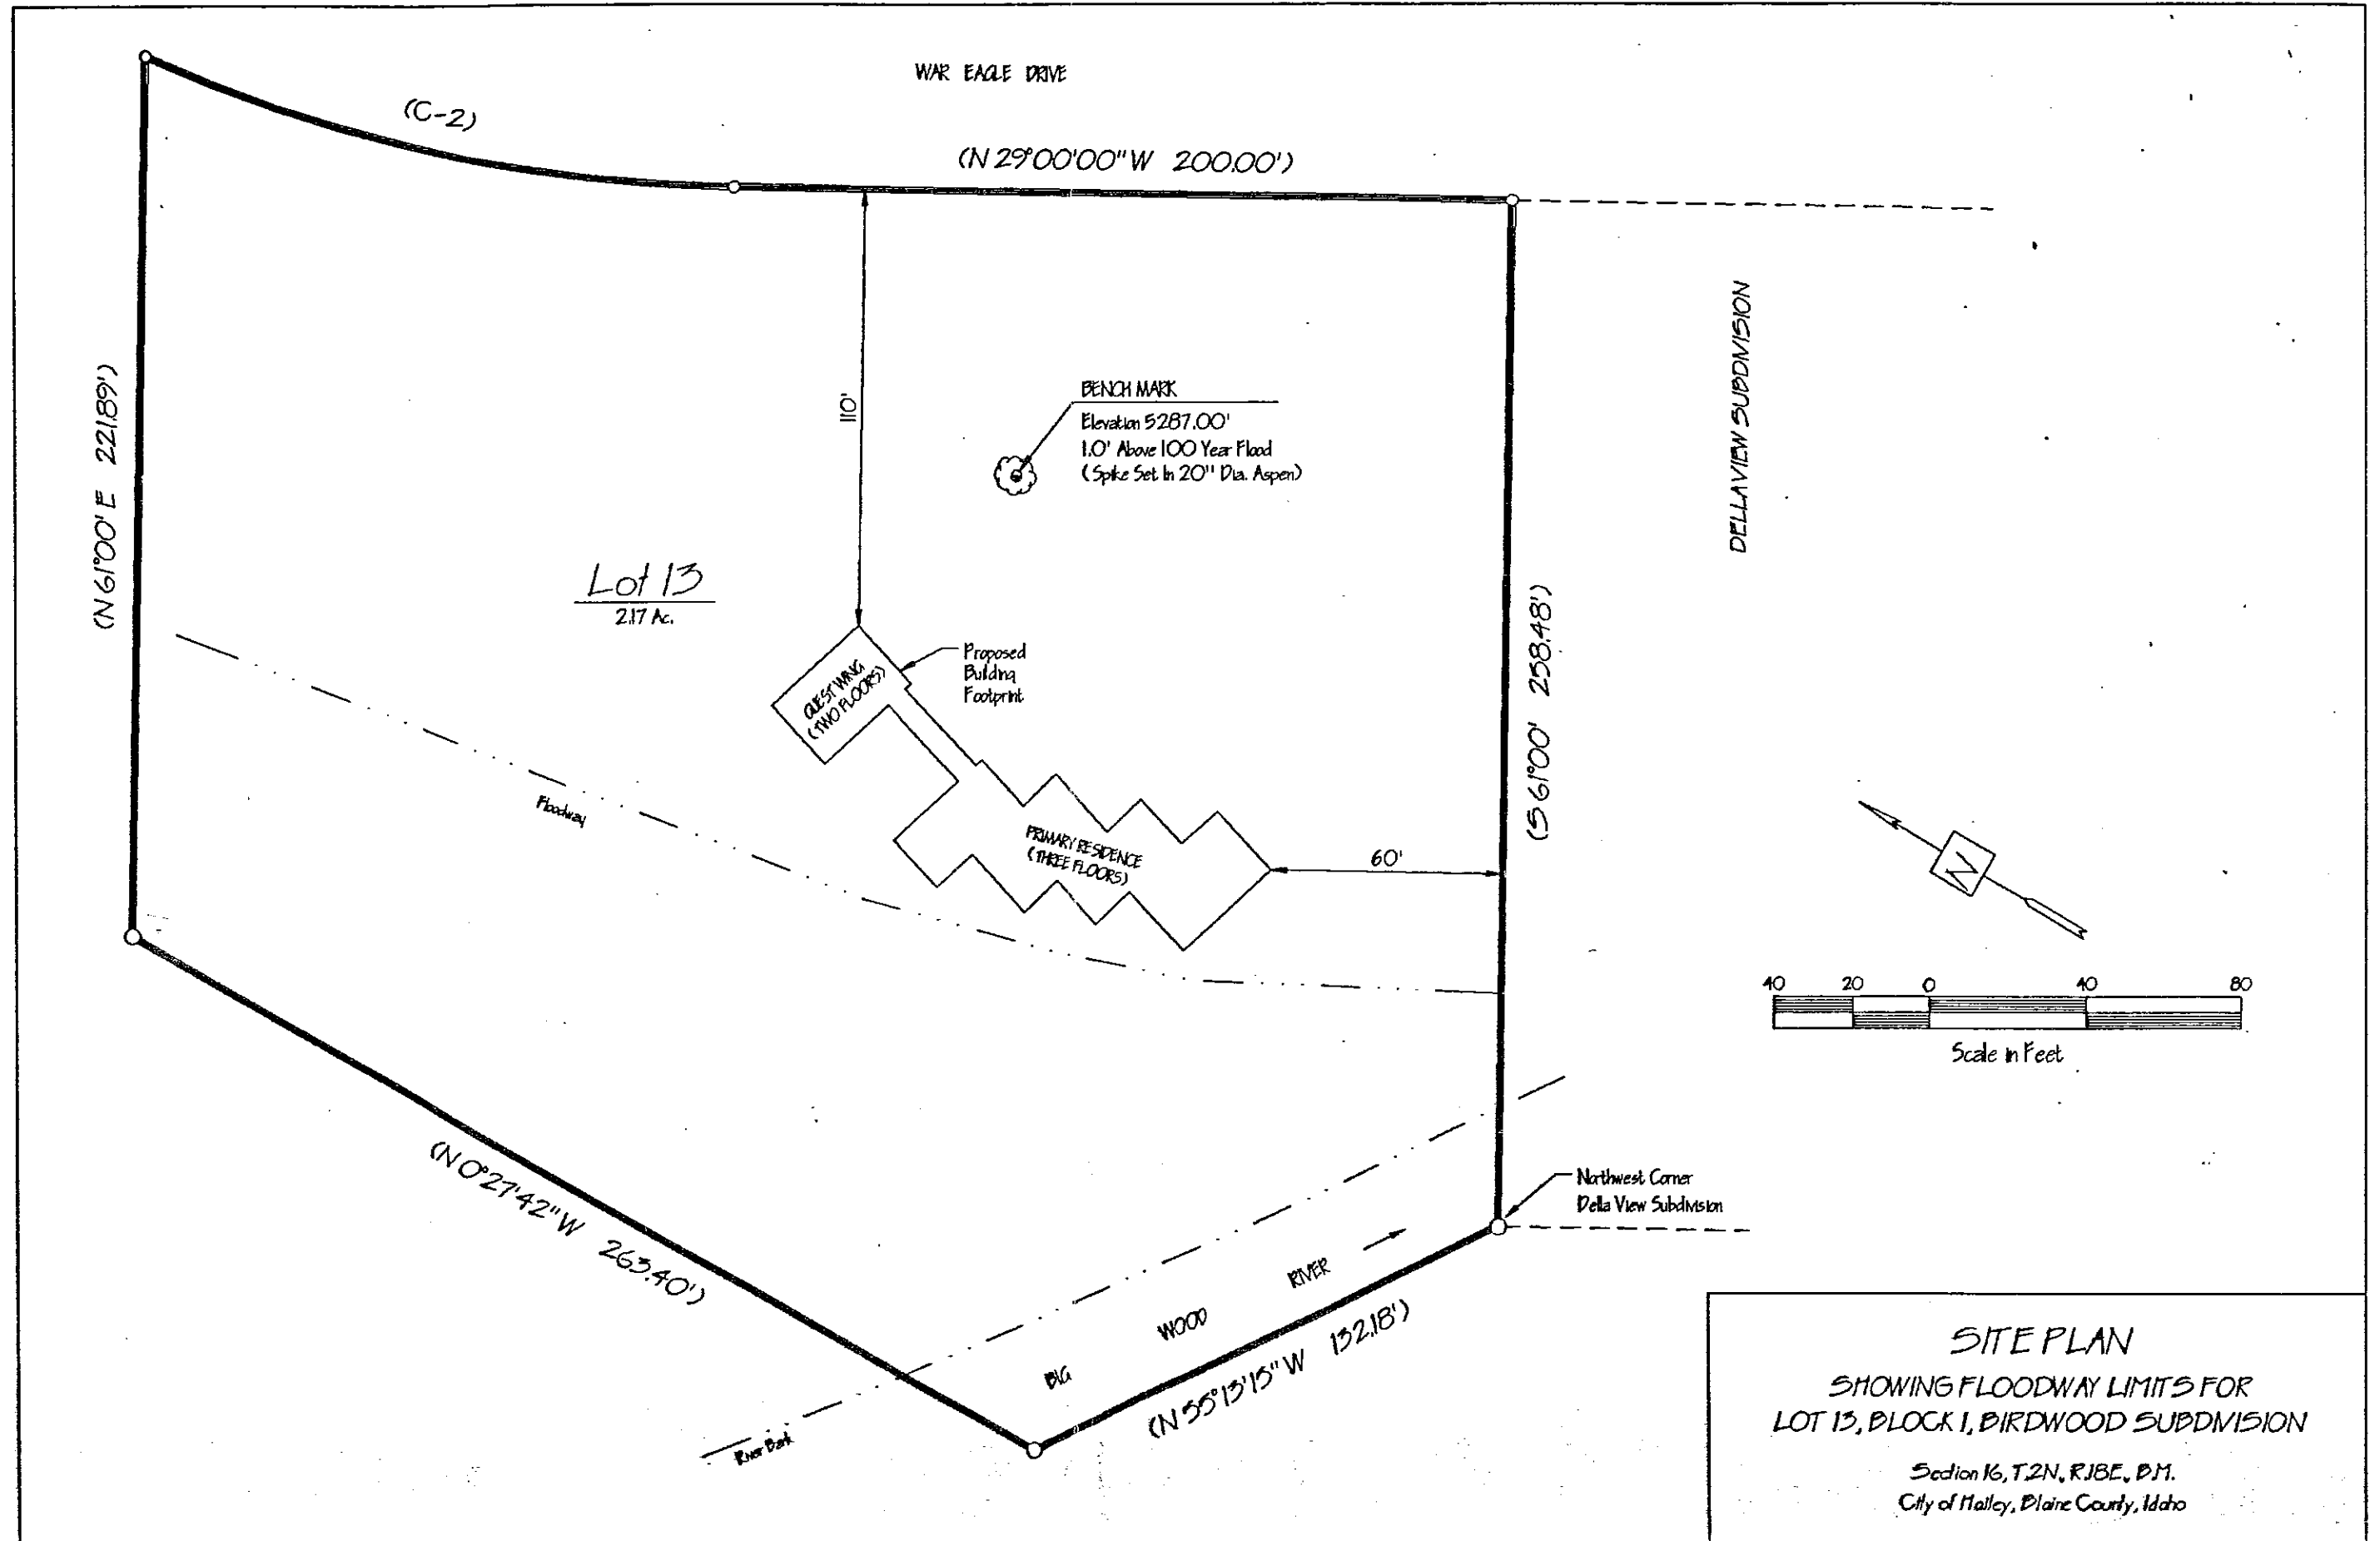 WAR EAGLE DRIVE
(C-2)
(N 29°00'00" W 200.00')
(N 61°00' E 221.89')
110'
BENCH MARK
Elevation 5287.00'
1.0' Above 100 Year Flood
(Spike Set In 20" Dia. Aspen)
DELLAVIEW SUBDIVISION
Lot 13
2.17 Ac.
Proposed
Building
Footprint
GUEST WING
(TWO FLOORS)
(S 61°00' 258.48')
Floodway
PRIMARY RESIDENCE
(THREE FLOORS)
60'
N
40 20 0 40 80
Scale in Feet
(N 0°27'42" W 263.40')
Northwest Corner
Della View Subdivision
BIG WOOD RIVER
(N 55°13'15" W 132.18')
River Bank
SITE PLAN
SHOWING FLOODWAY LIMITS FOR
LOT 13, BLOCK 1, BIRDWOOD SUBDIVISION
Section 16, T.2N., R.18E., B.M.
City of Hailey, Blaine County, Idaho